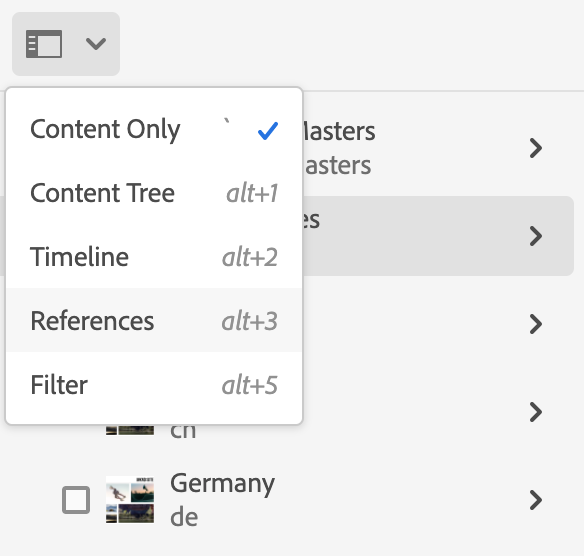 Content Only `
Content Tree alt+1
Timeline alt+2
References alt+3
Filter alt+5
Masters
asters
es
ch
Germany
de